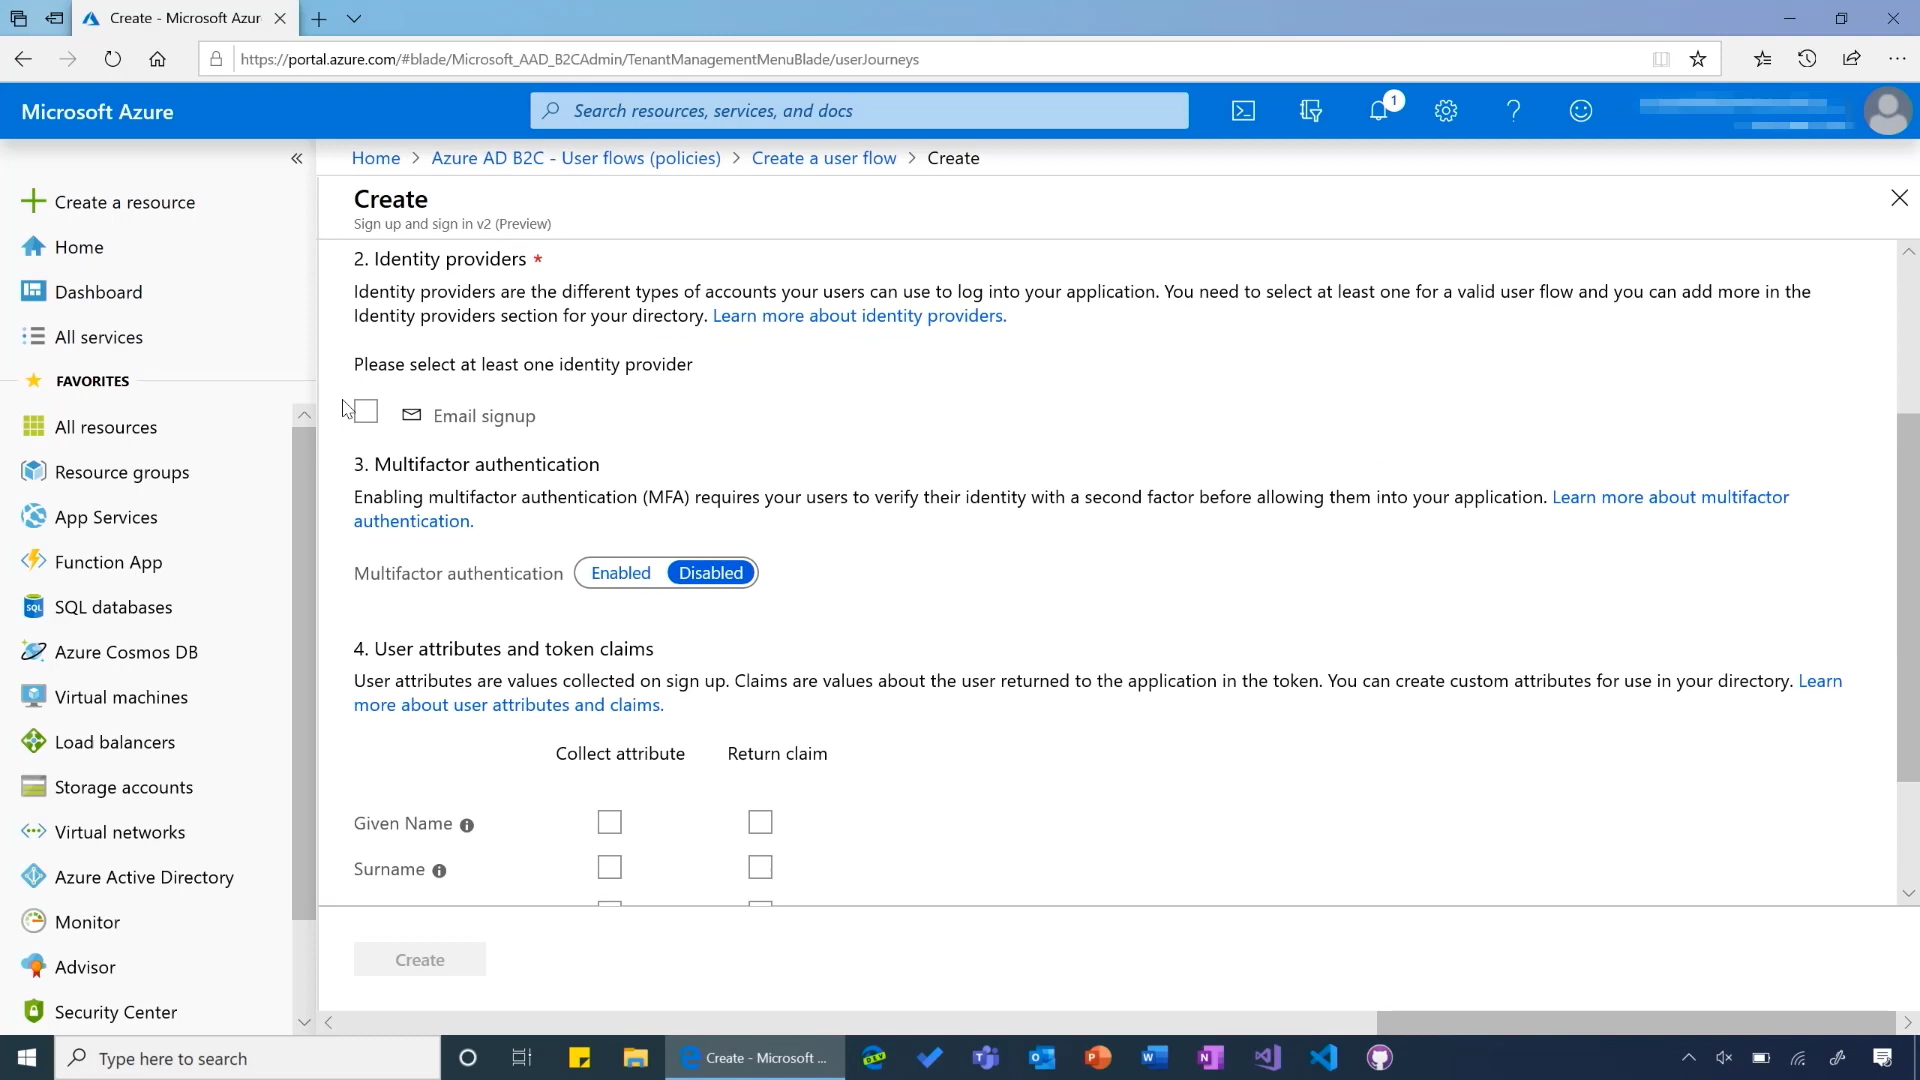 Create - Microsoft Azur
https://portal.azure.com/#blade/Microsoft_AAD_B2CAdmin/TenantManagementMenuBlade/userJourneys
Microsoft Azure
Search resources, services, and docs
1
Home > Azure AD B2C - User flows (policies) > Create a user flow > Create
Create a resource
Home
Dashboard
All services
FAVORITES
All resources
Resource groups
App Services
Function App
SQL databases
Azure Cosmos DB
Virtual machines
Load balancers
Storage accounts
Virtual networks
Azure Active Directory
Monitor
Advisor
Security Center
Create
Sign up and sign in v2 (Preview)
2. Identity providers *
Identity providers are the different types of accounts your users can use to log into your application. You need to select at least one for a valid user flow and you can add more in the
Identity providers section for your directory. Learn more about identity providers.
Please select at least one identity provider
Email signup
3. Multifactor authentication
Enabling multifactor authentication (MFA) requires your users to verify their identity with a second factor before allowing them into your application. Learn more about multifactor
authentication.
Multifactor authentication Enabled Disabled
4. User attributes and token claims
User attributes are values collected on sign up. Claims are values about the user returned to the application in the token. You can create custom attributes for use in your directory. Learn
more about user attributes and claims.
Collect attribute Return claim
Given Name
Surname
Create
Type here to search
Create - Microsoft ...